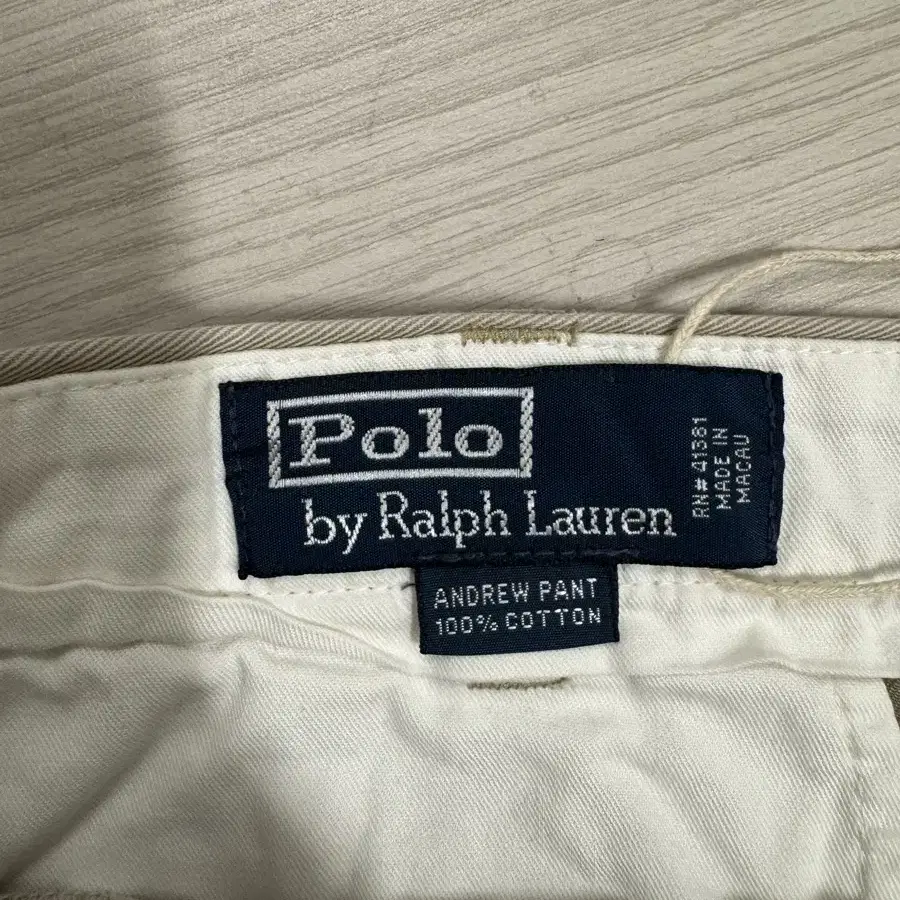 Polo
by Ralph Lauren
RN# 41381
MADE IN
MACAU
ANDREW PANT
100% COTTON